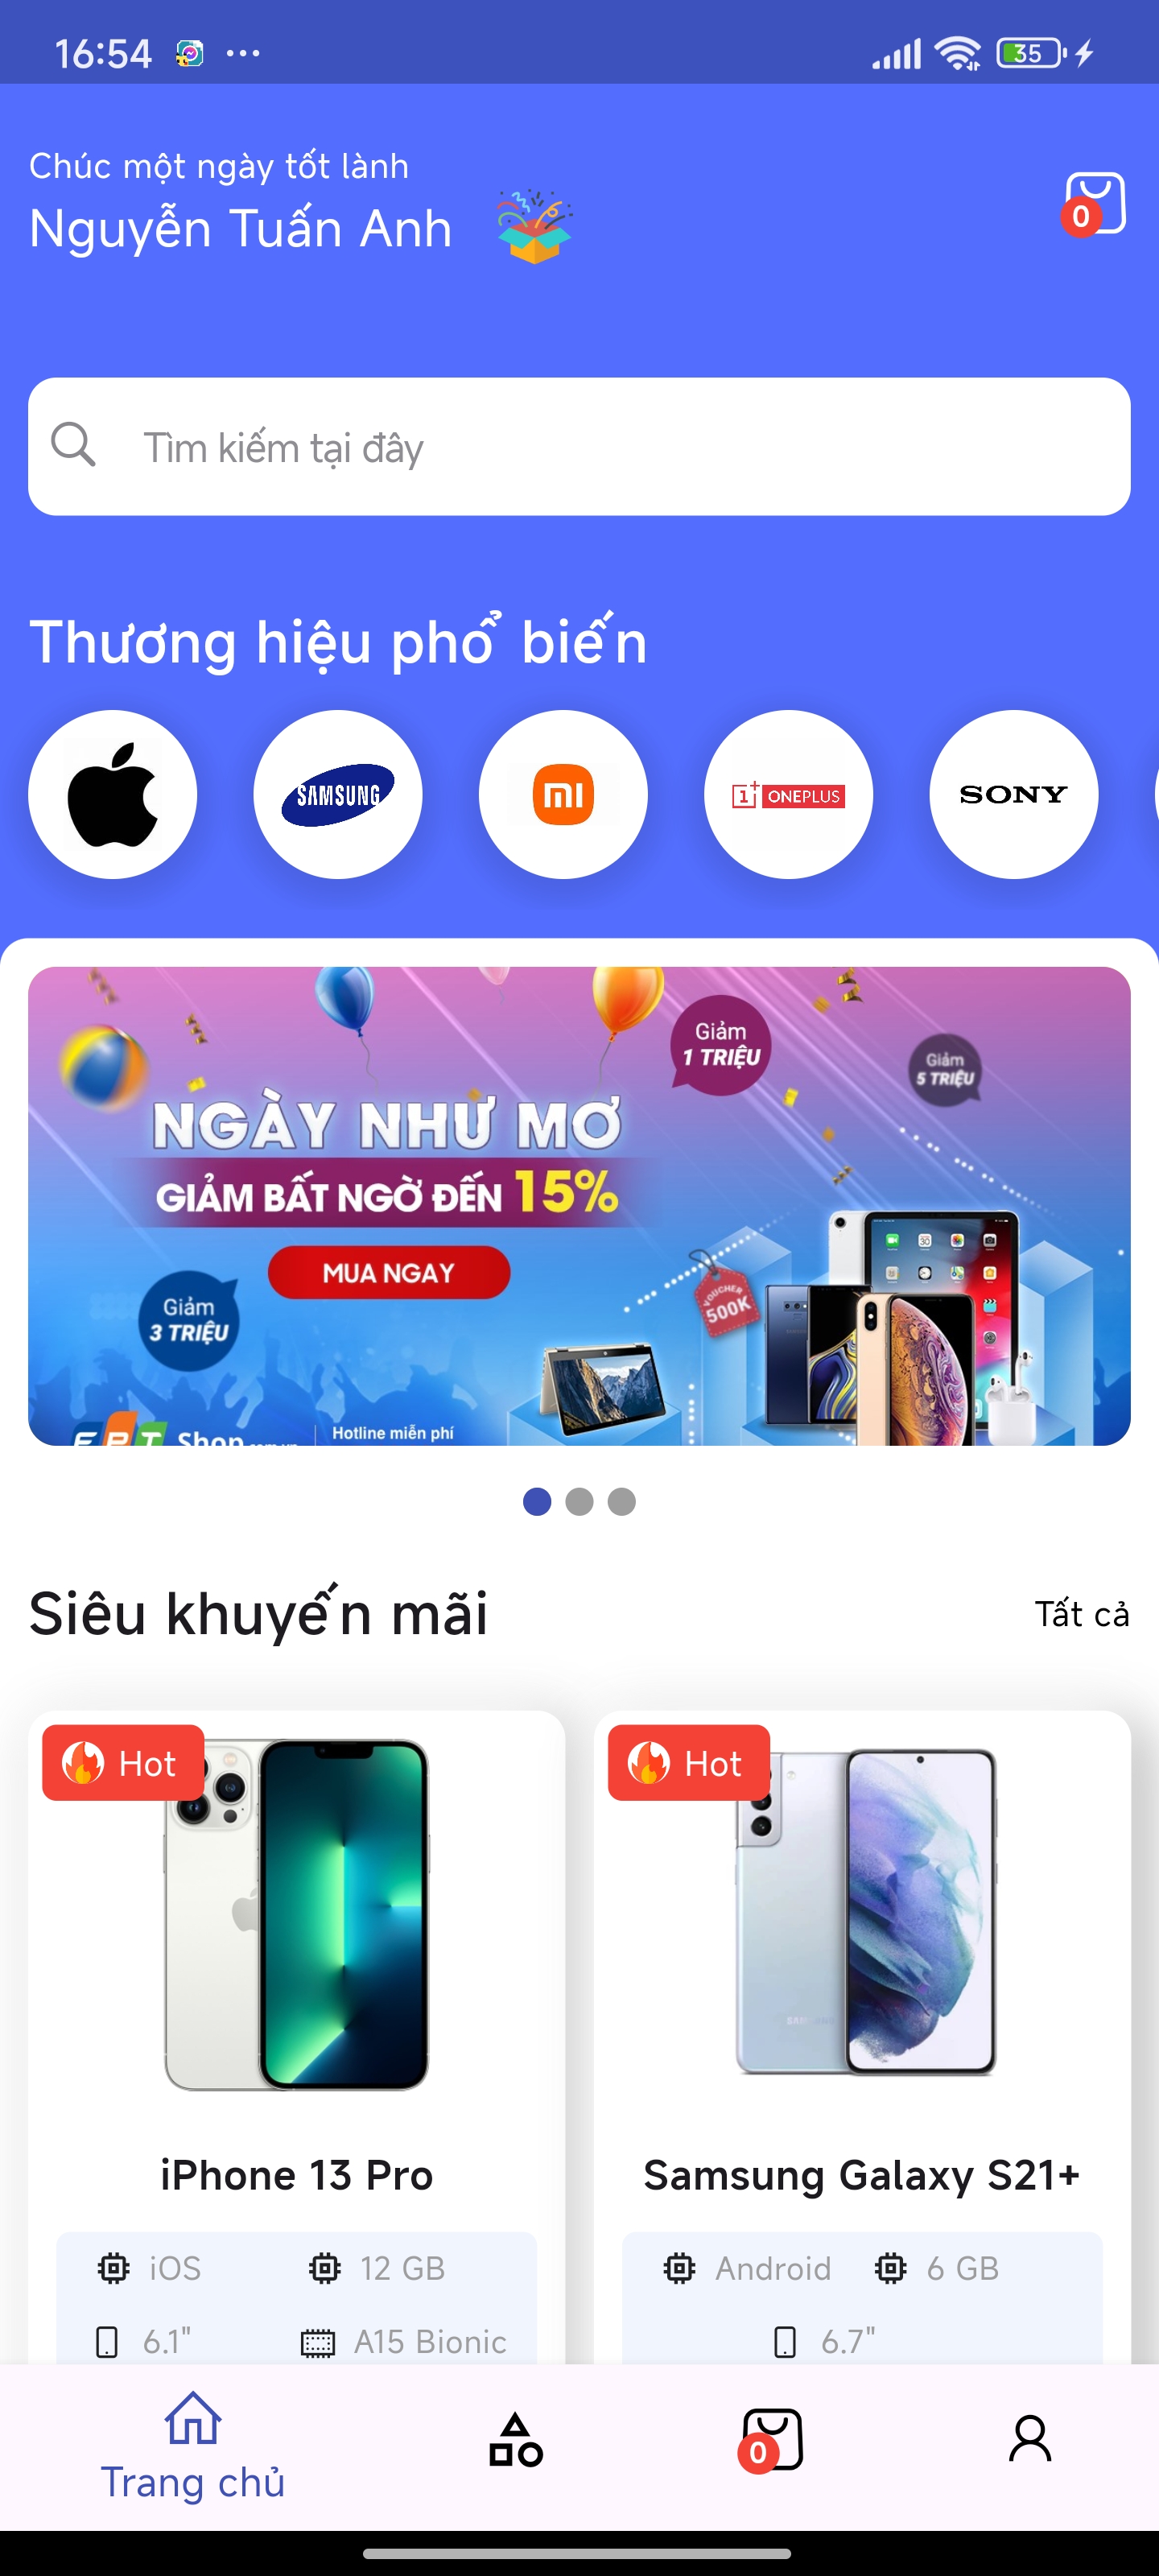 16:54
35
Chúc một ngày tốt lành
Nguyễn Tuấn Anh
0
Tìm kiếm tại đây
Thương hiệu phổ biến
SAMSUNG
1+ ONEPLUS
SONY
Giảm
1 TRIỆU
Giảm
5 TRIỆU
NGÀY NHƯ MƠ
GIẢM BẤT NGỜ ĐẾN 15%
MUA NGAY
VOUCHER
500K
Giảm
3 TRIỆU
FPT Shop.com.vn
Hotline miễn phí
Siêu khuyến mãi
Tất cả
Hot
Hot
iPhone 13 Pro
Samsung Galaxy S21+
iOS
12 GB
Android
6 GB
6.1"
A15 Bionic
6.7"
0
Trang chủ